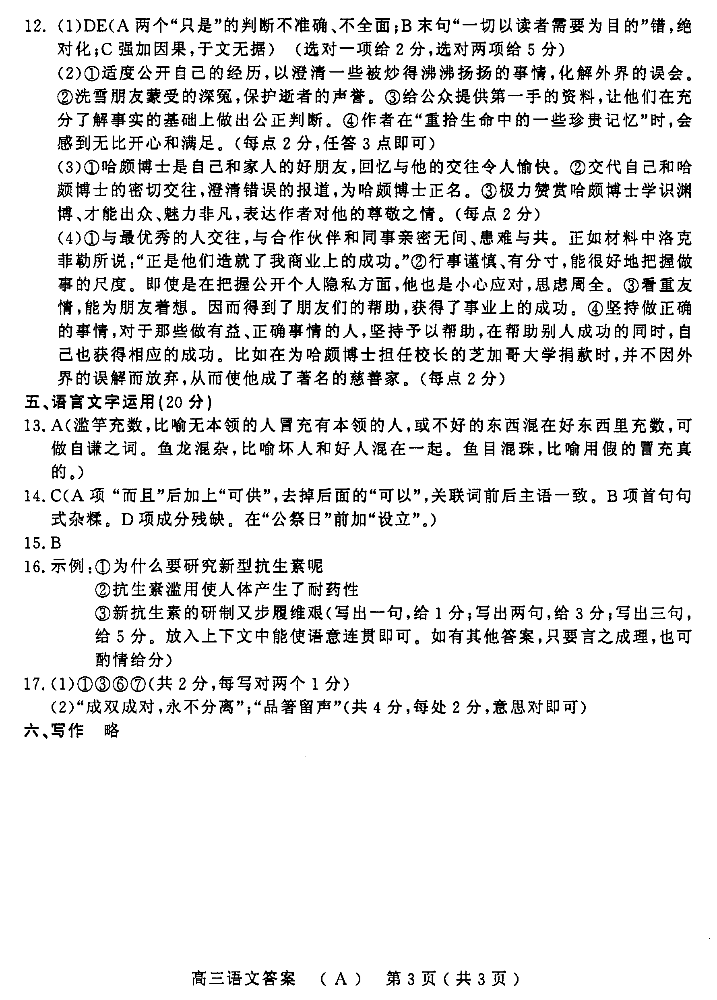 12. (1)DE(A 两个“只是”的判断不准确、不全面;B 末句“一切以读者需要为目的”错,绝
对化;C 强加因果,于文无据) (选对一项给 2 分,选对两项给 5 分)
(2)①适度公开自己的经历,以澄清一些被炒得沸沸扬扬的事情,化解外界的误会。
②洗雪朋友蒙受的深冤,保护逝者的声誉。③给公众提供第一手的资料,让他们在充
分了解事实的基础上做出公正判断。④作者在“重拾生命中的一些珍贵记忆”时,会
感到无比开心和满足。(每点 2 分,任答 3 点即可)
(3)①哈颇博士是自己和家人的好朋友,回忆与他的交往令人愉快。②交代自己和哈
颇博士的密切交往,澄清错误的报道,为哈颇博士正名。③极力赞赏哈颇博士学识渊
博、才能出众、魅力非凡,表达作者对他的尊敬之情。(每点 2 分)
(4)①与最优秀的人交往,与合作伙伴和同事亲密无间、患难与共。正如材料中洛克
菲勒所说:“正是他们造就了我商业上的成功。”②行事谨慎、有分寸,能很好地把握做
事的尺度。即使是在把握公开个人隐私方面,他也是小心应对,思虑周全。③看重友
情,能为朋友着想。因而得到了朋友们的帮助,获得了事业上的成功。④坚持做正确
的事情,对于那些做有益、正确事情的人,坚持予以帮助,在帮助别人成功的同时,自
己也获得相应的成功。比如在为哈颇博士担任校长的芝加哥大学捐款时,并不因外
界的误解而放弃,从而使他成了著名的慈善家。(每点 2 分)
五、语言文字运用(20 分)
13. A(滥竽充数,比喻无本领的人冒充有本领的人,或不好的东西混在好东西里充数,可
做自谦之词。鱼龙混杂,比喻坏人和好人混在一起。鱼目混珠,比喻用假的冒充真
的。)
14. C(A 项 “而且”后加上“可供”,去掉后面的“可以”,关联词前后主语一致。B 项首句句
式杂糅。D 项成分残缺。在“公祭日”前加“设立”。)
15. B
16. 示例:①为什么要研究新型抗生素呢
②抗生素滥用使人体产生了耐药性
③新抗生素的研制又步履维艰(写出一句,给 1 分;写出两句,给 3 分;写出三句,
给 5 分。放入上下文中能使语意连贯即可。如有其他答案,只要言之成理,也可
酌情给分)
17. (1)①③⑥⑦(共 2 分,每写对两个 1 分)
(2)“成双成对,永不分离”;“品箸留声”(共 4 分,每处 2 分,意思对即可)
六、写作 略
高三语文答案 ( A ) 第 3 页 ( 共 3 页 )